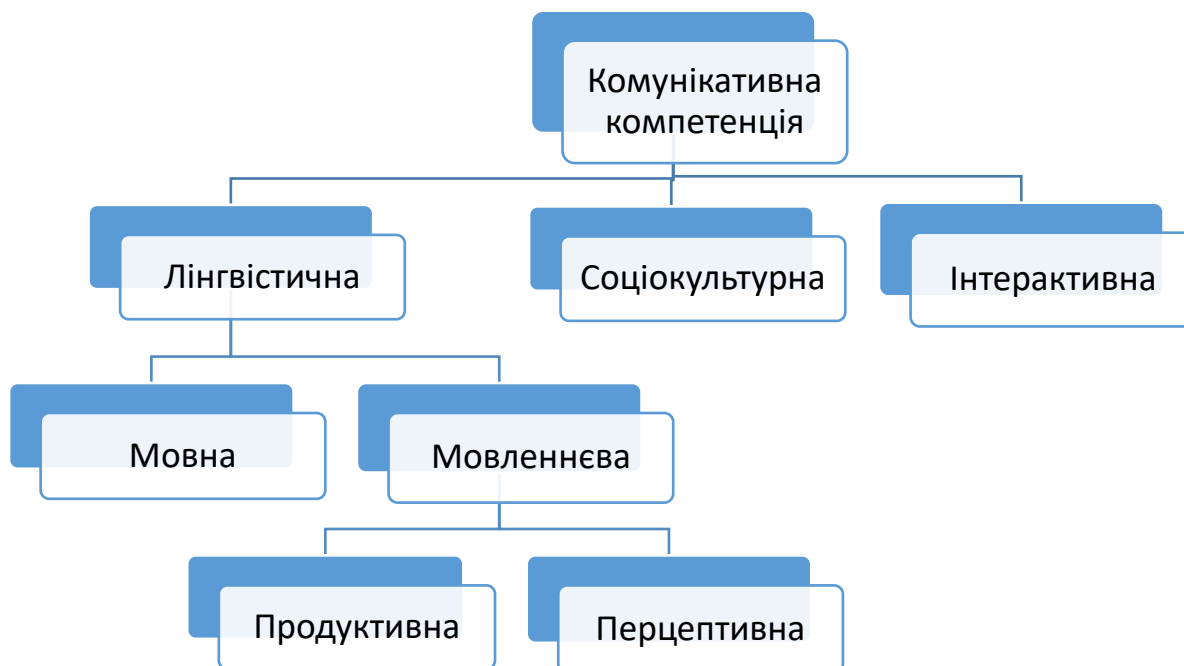 Комунікативна
компетенція
Лінгвістична
Соціокультурна
Інтерактивна
Мовна
Мовленнєва
Продуктивна
Перцептивна